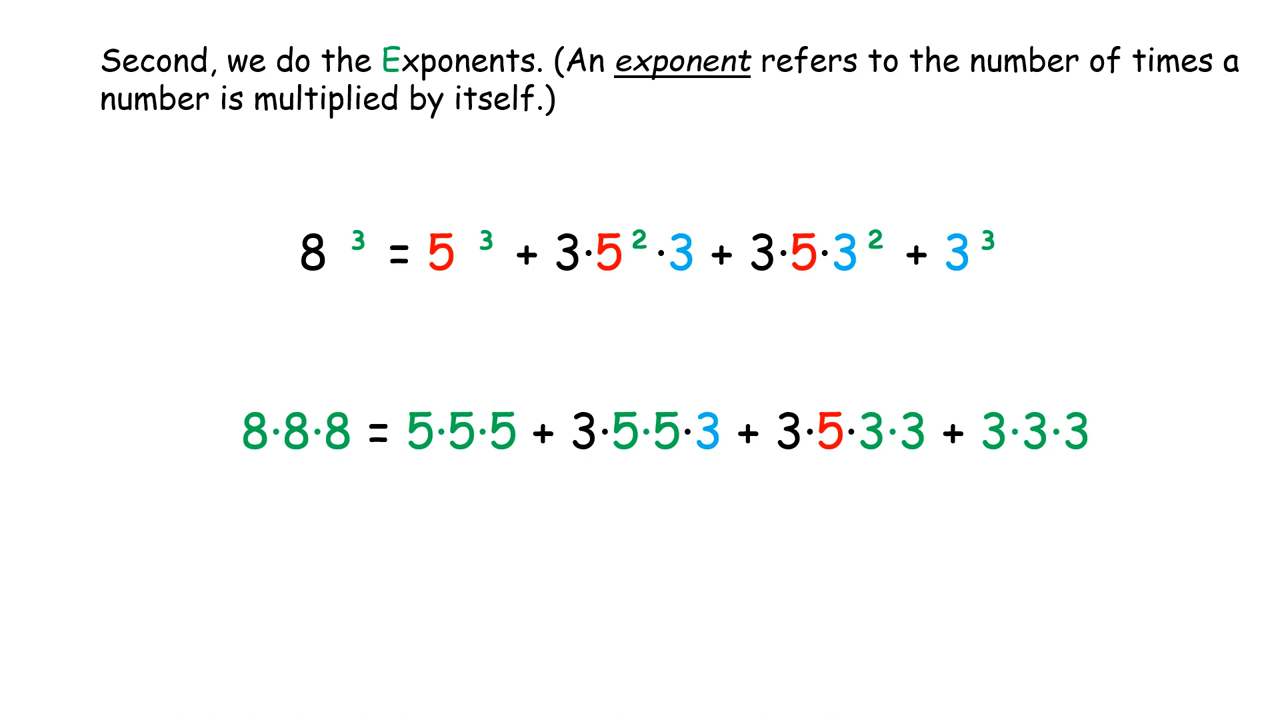 Second, we do the Exponents. (An exponent refers to the number of times a
number is multiplied by itself.)
8 ³ = 5 ³ + 3·5²·3 + 3·5·3² + 3³
8·8·8 = 5·5·5 + 3·5·5·3 + 3·5·3·3 + 3·3·3